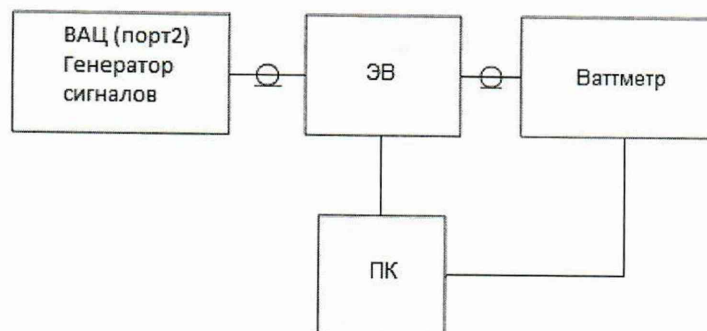 ВАЦ (порт2)
Генератор
сигналов
ЭВ
Ваттметр
ПК